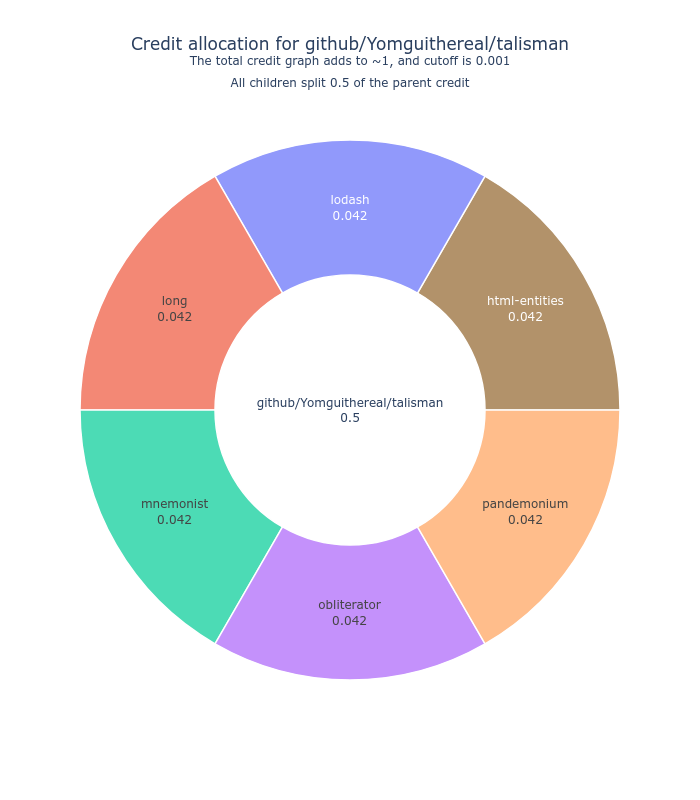 Credit allocation for github/Yomguithereal/talisman
The total credit graph adds to ~1, and cutoff is 0.001
All children split 0.5 of the parent credit
lodash
0.042
long
0.042
html-entities
0.042
github/Yomguithereal/talisman
0.5
mnemonist
0.042
pandemonium
0.042
obliterator
0.042